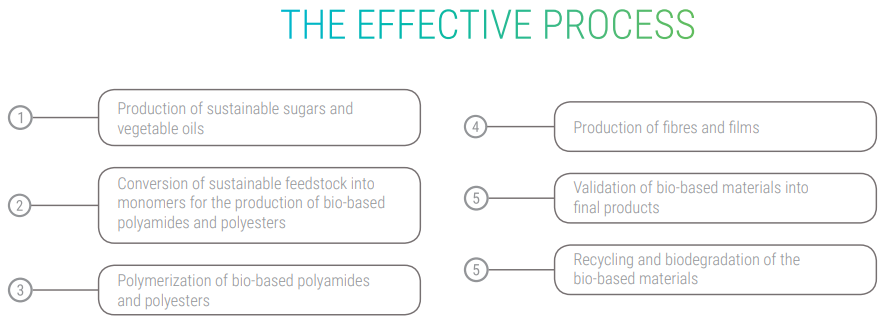 THE EFFECTIVE PROCESS
1
Production of sustainable sugars and
vegetable oils
2
Conversion of sustainable feedstock into
monomers for the production of bio-based
polyamides and polyesters
3
Polymerization of bio-based polyamides
and polyesters
4
Production of fibres and films
5
Validation of bio-based materials into
final products
5
Recycling and biodegradation of the
bio-based materials